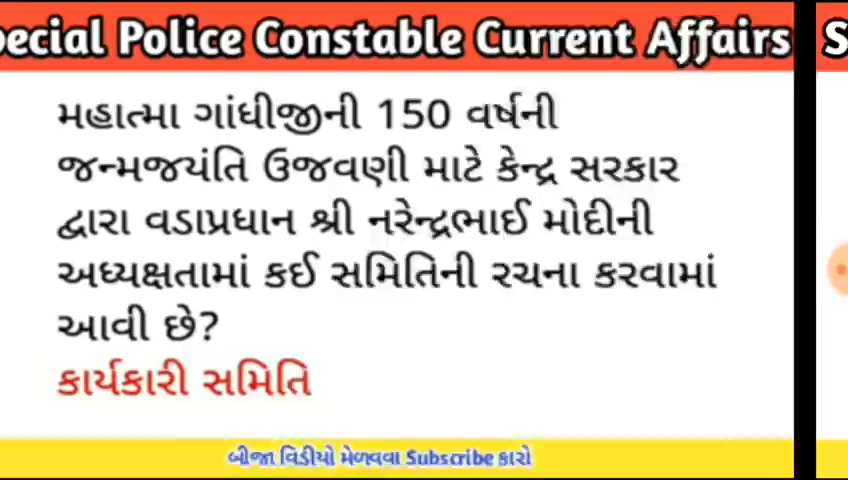 pecial Police Constable Current Affairs S
મહાત્મા ગાંધીજીની 150 વર્ષની
જન્મજયંતિ ઉજવણી માટે કેન્દ્ર સરકાર
દ્વારા વડાપ્રધાન શ્રી નરેન્દ્રભાઈ મોદીની
અધ્યક્ષતામાં કઈ સમિતિની રચના કરવામાં
આવી છે?
કાર્યકારી સમિતિ
બીજા વિડીયો મેળવવા Subscribe કારો